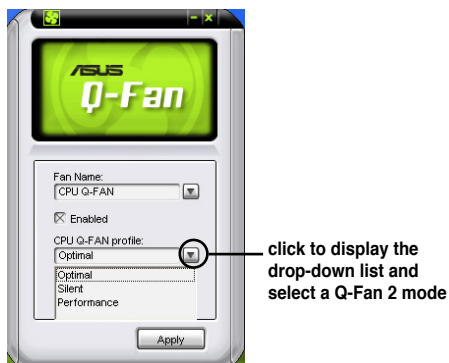 ASUS
Q-Fan
Fan Name:
CPU Q-FAN
Enabled
CPU Q-FAN profile:
Optimal
Optimal
Silent
Performance
Apply
click to display the
drop-down list and
select a Q-Fan 2 mode